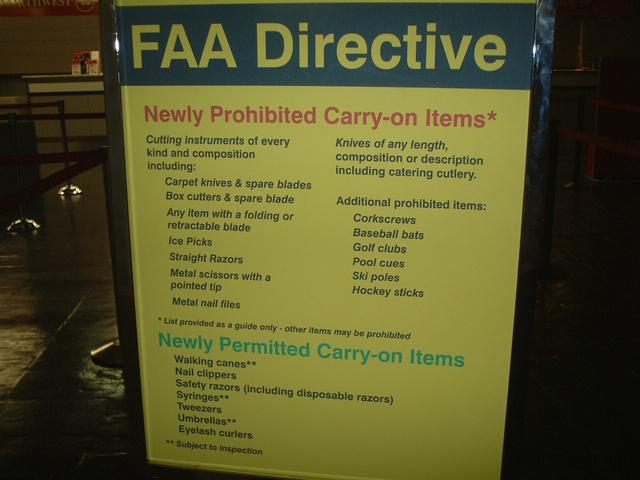 NORTHWEST
FAA Directive
Newly Prohibited Carry-on Items*
Cutting instruments of every
kind and composition
including:
Carpet knives & spare blades
Box cutters & spare blade
Any item with a folding or
retractable blade
Ice Picks
Straight Razors
Metal scissors with a
pointed tip
Metal nail files
Knives of any length,
composition or description
including catering cutlery.
Additional prohibited items:
Corkscrews
Baseball bats
Golf clubs
Pool cues
Ski poles
Hockey sticks
* List provided as a guide only - other items may be prohibited
Newly Permitted Carry-on Items
Walking canes**
Nail clippers
Safety razors (including disposable razors)
Syringes**
Tweezers
Umbrellas**
Eyelash curlers
** Subject to inspection